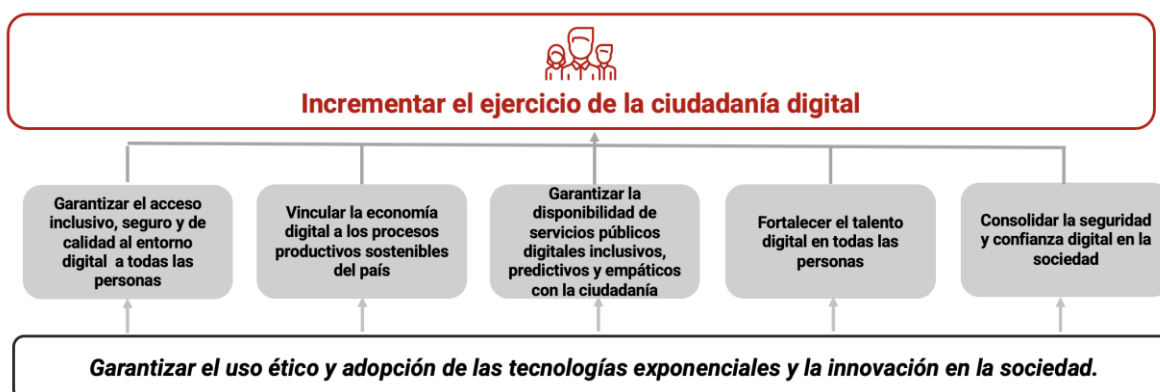 Incrementar el ejercicio de la ciudadanía digital
Garantizar el acceso
inclusivo, seguro y de
calidad al entorno
digital a todas las
personas
Vincular la economía
digital a los procesos
productivos sostenibles
del país
Garantizar la
disponibilidad de
servicios públicos
digitales inclusivos,
predictivos y empáticos
con la ciudadanía
Fortalecer el talento
digital en todas las
personas
Consolidar la seguridad
y confianza digital en la
sociedad
Garantizar el uso ético y adopción de las tecnologías exponenciales y la innovación en la sociedad.